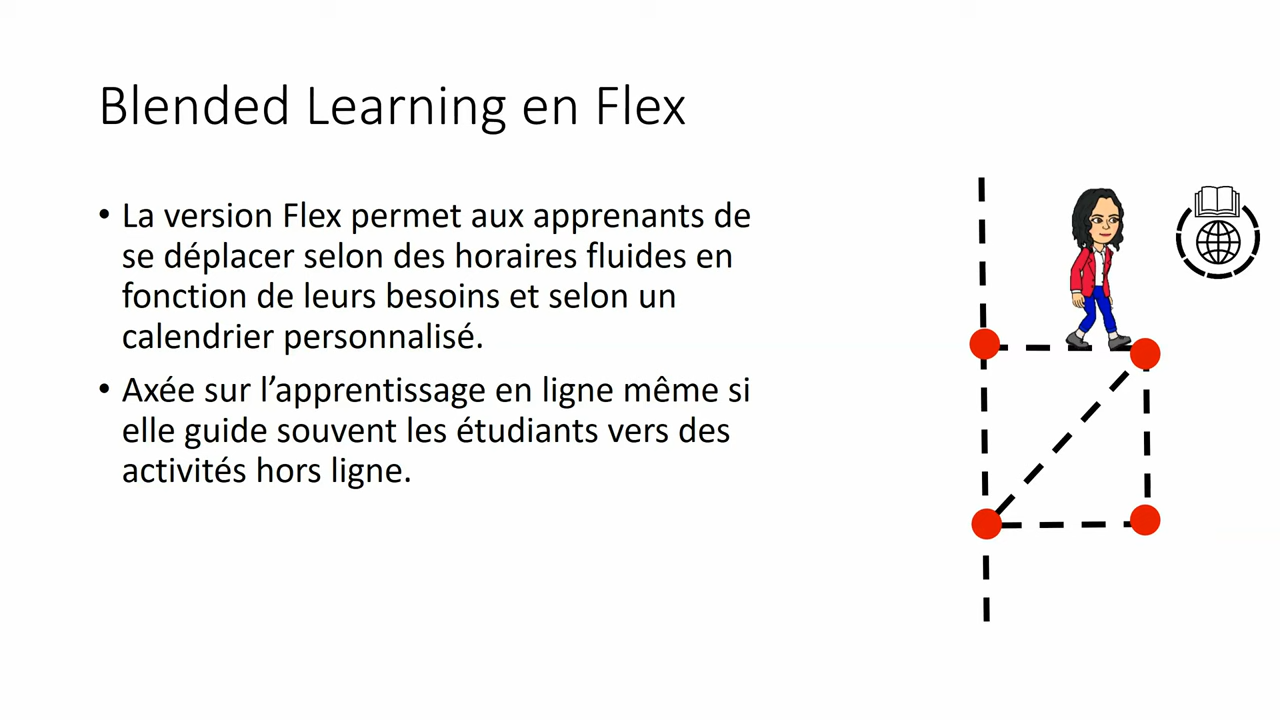 Blended Learning en Flex
• La version Flex permet aux apprenants de
se déplacer selon des horaires fluides en
fonction de leurs besoins et selon un
calendrier personnalisé.
• Axée sur l’apprentissage en ligne même si
elle guide souvent les étudiants vers des
activités hors ligne.